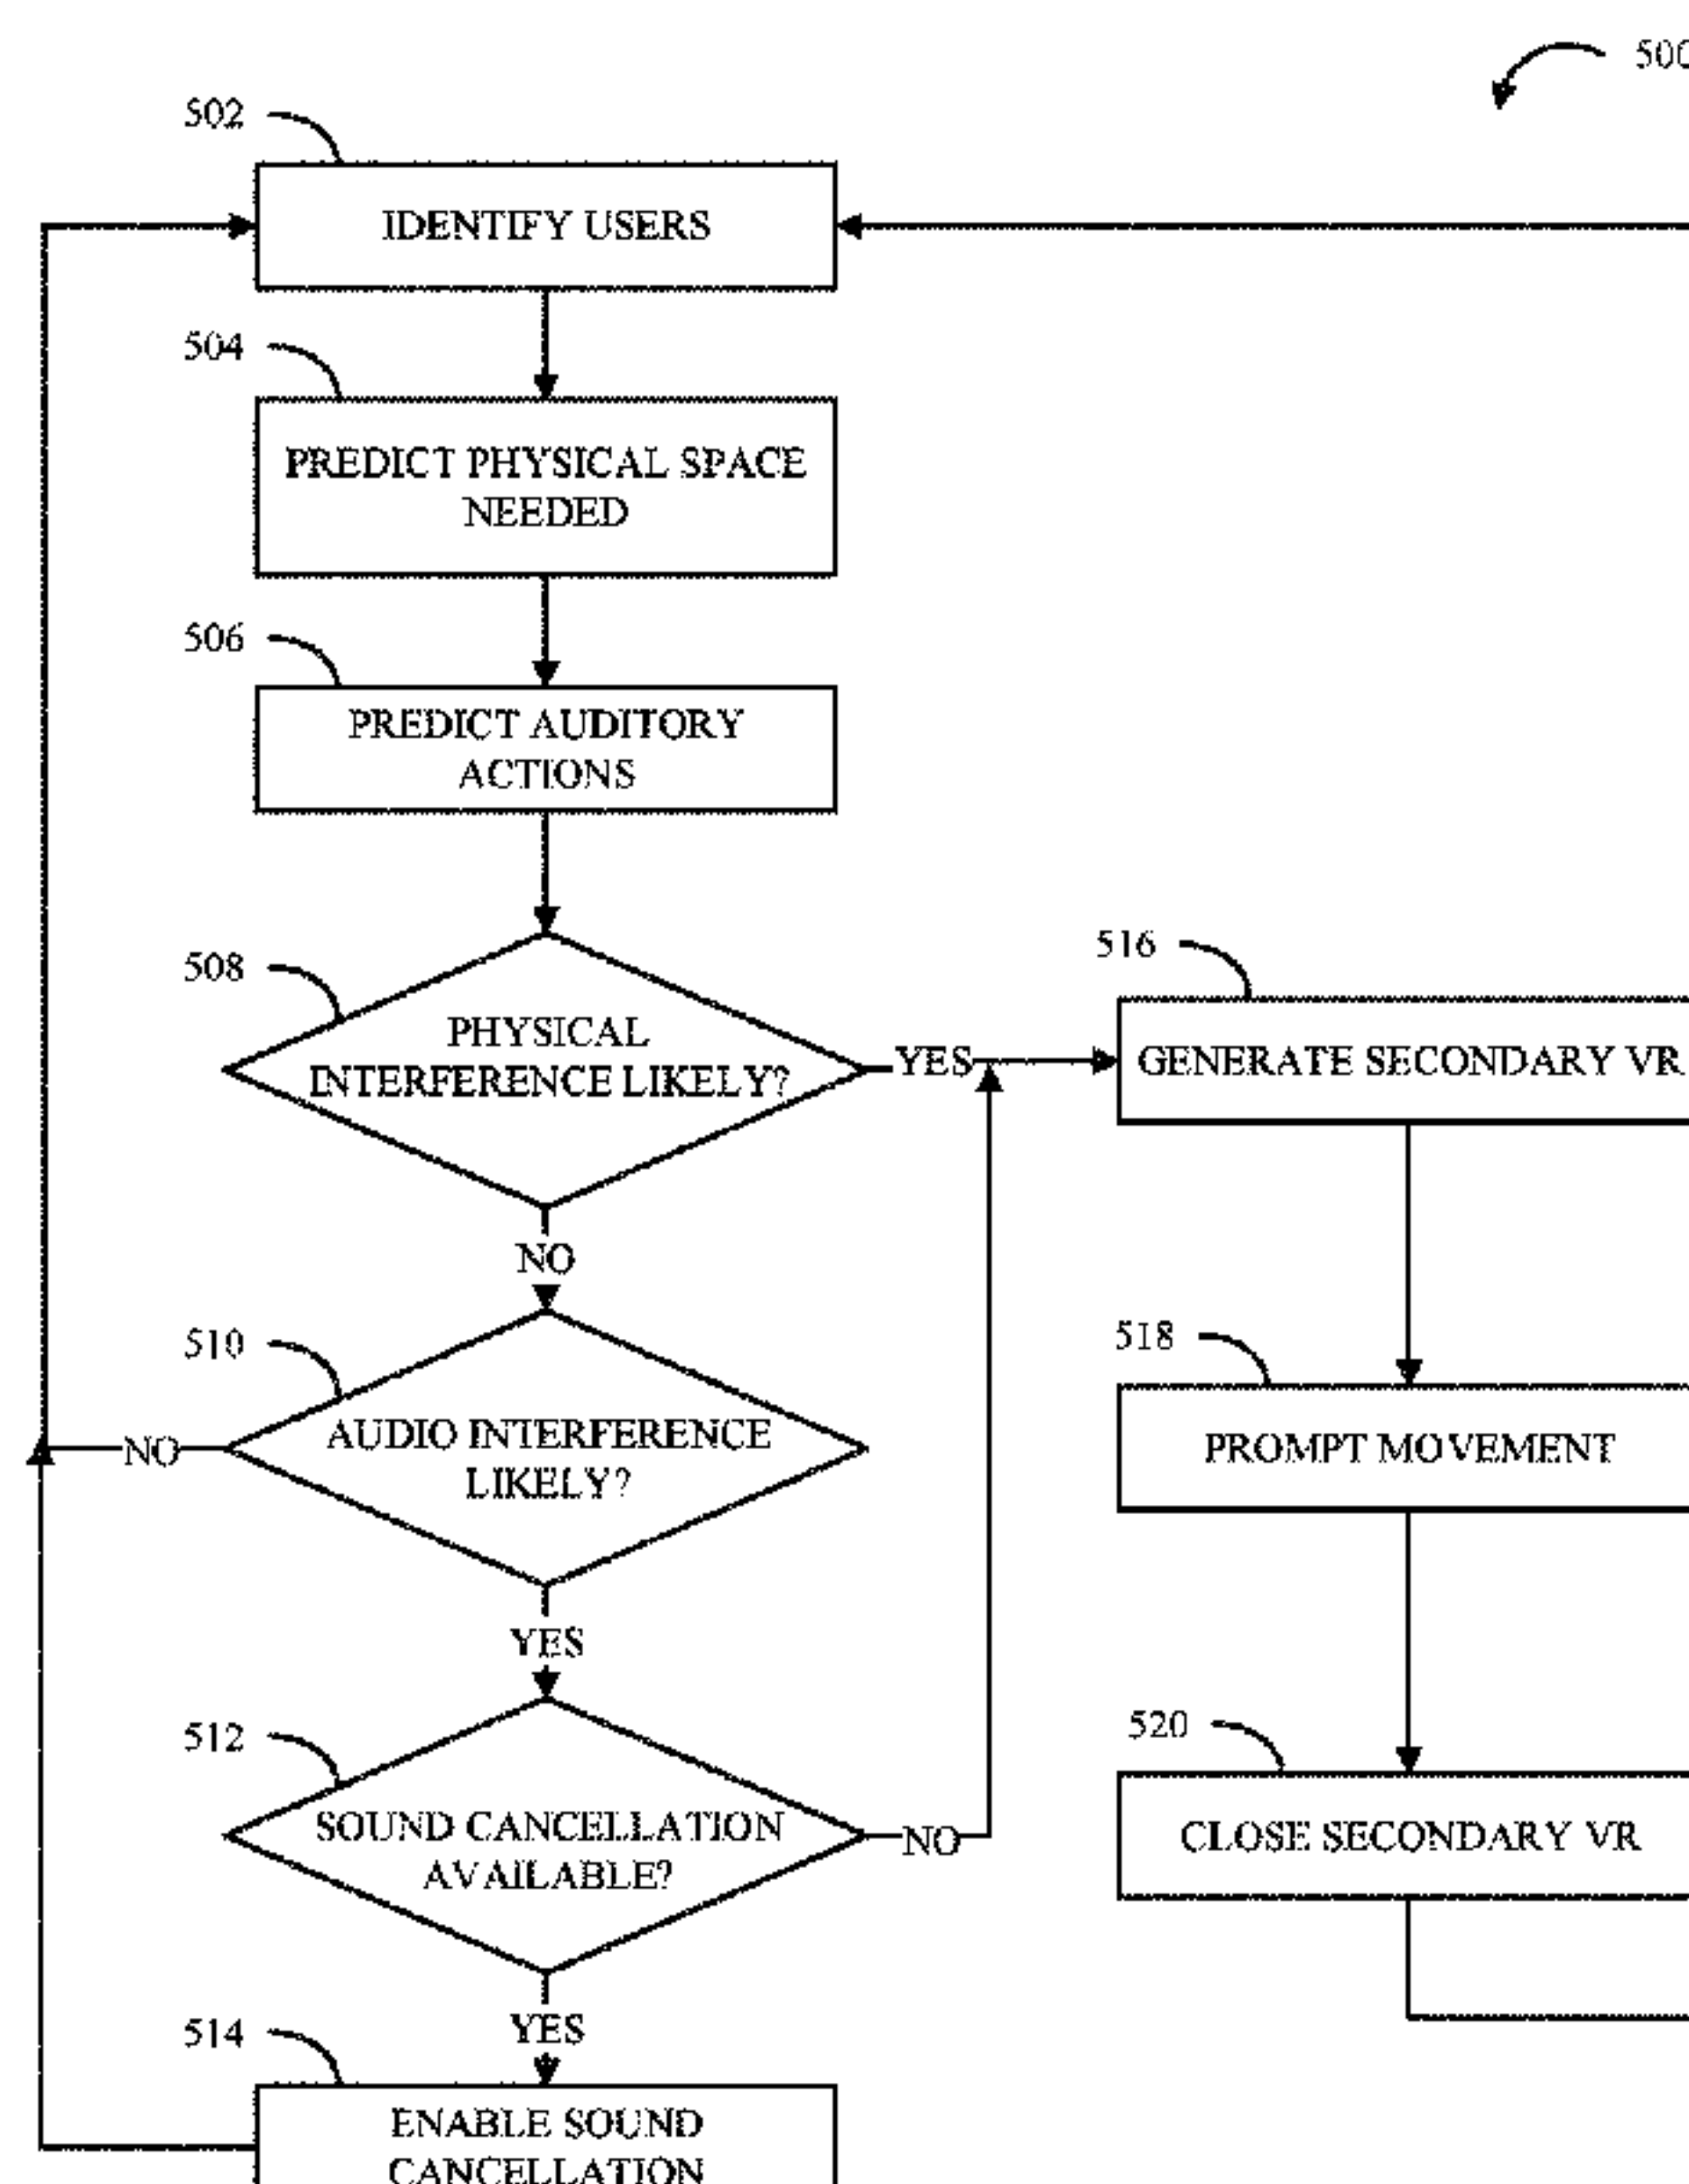 500
502
IDENTIFY USERS
504
PREDICT PHYSICAL SPACE
NEEDED
506
PREDICT AUDITORY
ACTIONS
508
PHYSICAL
INTERFERENCE LIKELY?
YES
516
GENERATE SECONDARY VR
NO
510
AUDIO INTERFERENCE
LIKELY?
NO
518
PROMPT MOVEMENT
YES
512
SOUND CANCELLATION
AVAILABLE?
NO
520
CLOSE SECONDARY VR
YES
514
ENABLE SOUND
CANCELLATION